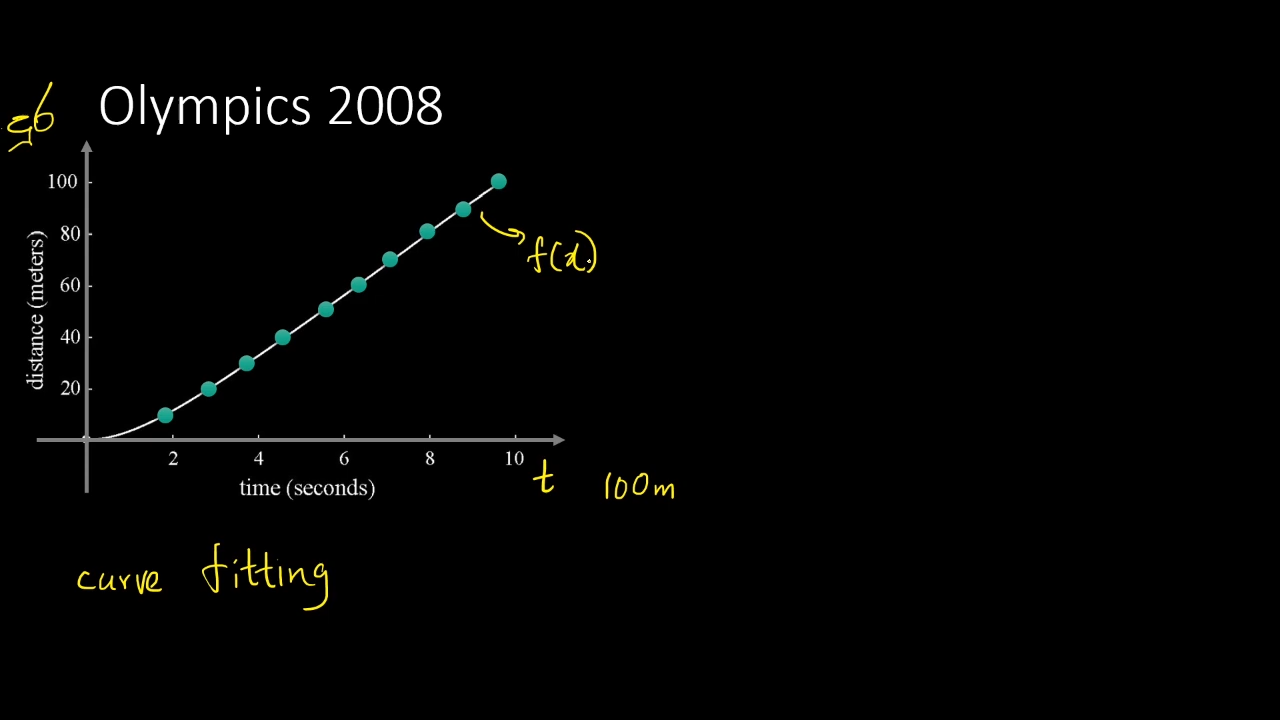 Olympics 2008
100
80
60
40
20
distance (meters)
f(d)
2 4 6 8 10
time (seconds)
t
100m
curve fitting